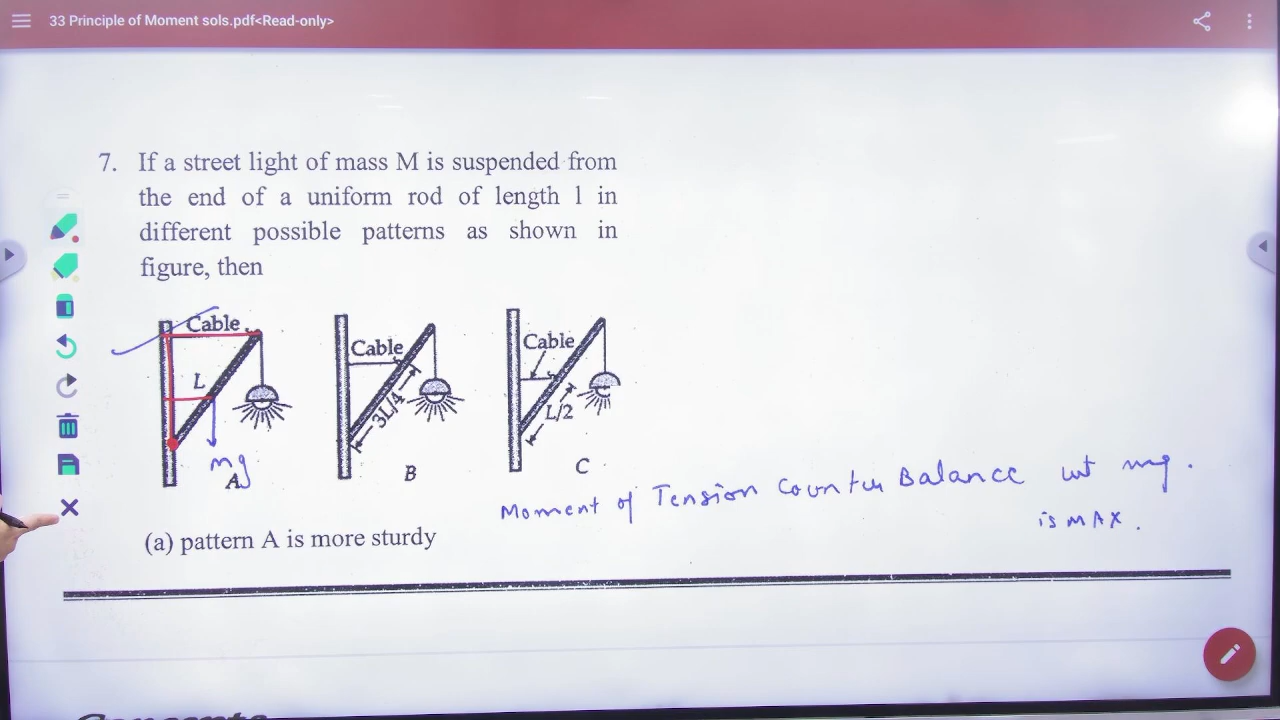 33 Principle of Moment sols.pdf<Read-only>
7. If a street light of mass M is suspended from
the end of a uniform rod of length l in
different possible patterns as shown in
figure, then
Cable
L
mg
A
Cable
3L/4
B
Cable
L/2
C
Moment of Tension Counter Balance wt mg.
is MAX.
(a) pattern A is more sturdy